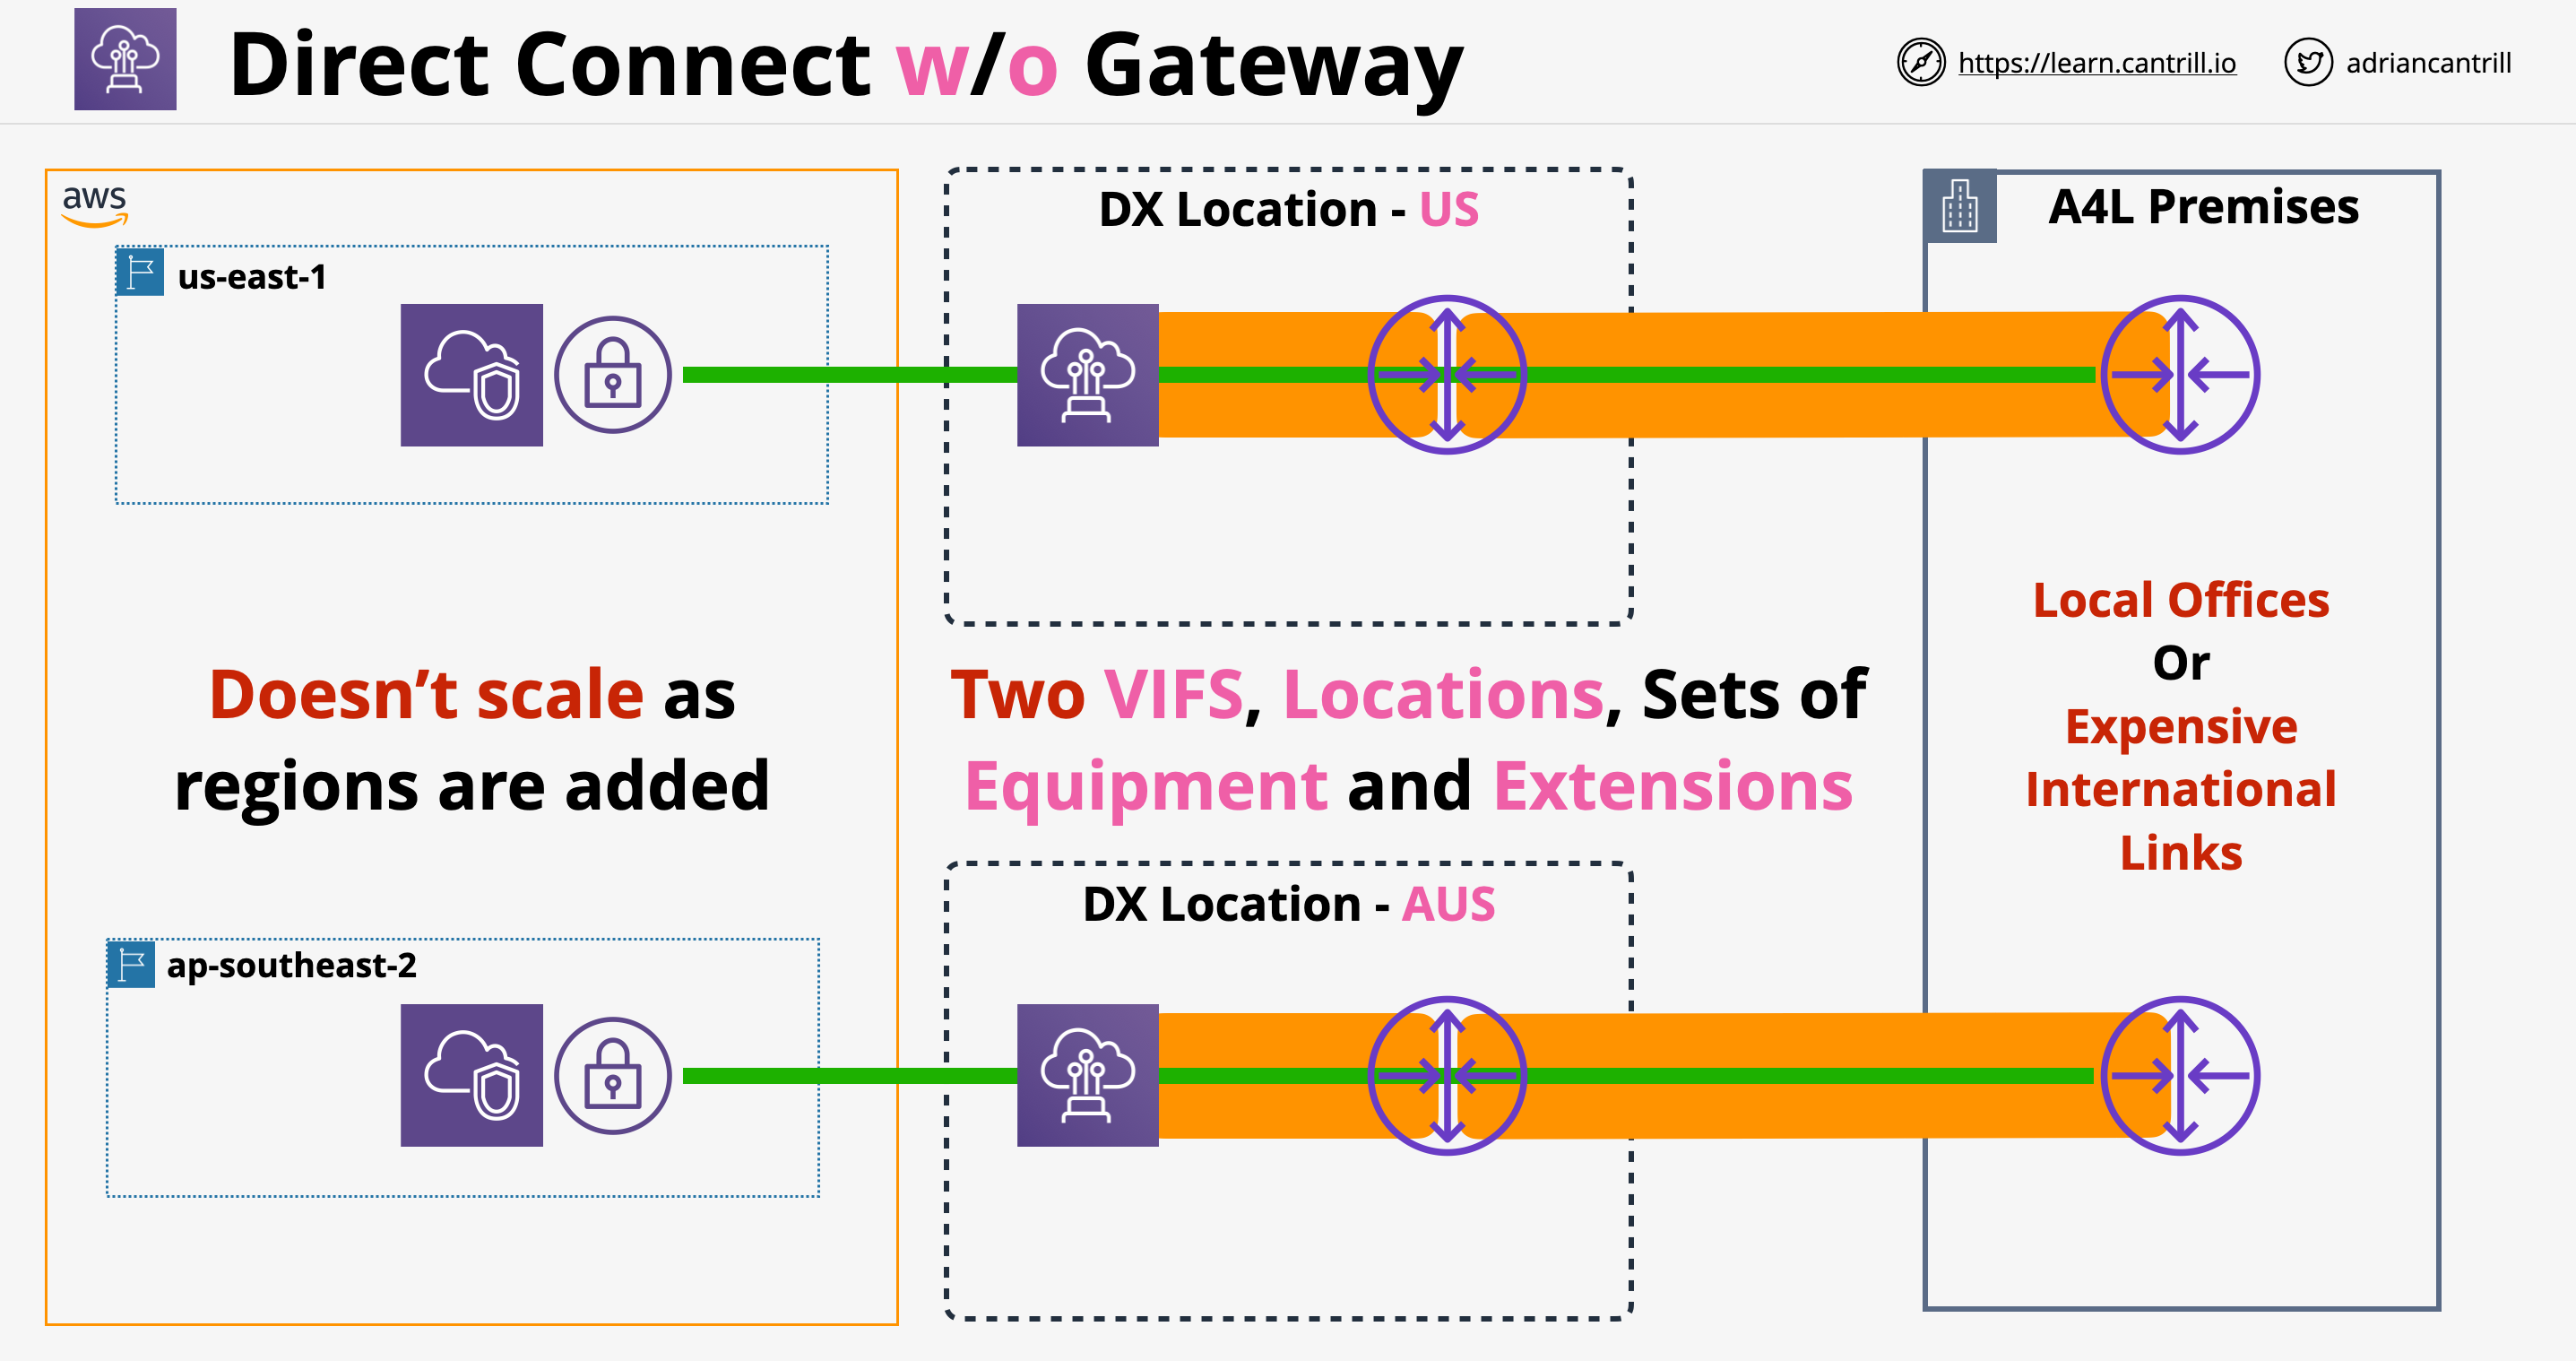 Direct Connect w/o Gateway
https://learn.cantrill.io
adriancantrill
aws
us-east-1
DX Location - US
A4L Premises
Doesn’t scale as
regions are added
Two VIFS, Locations, Sets of
Equipment and Extensions
Local Offices
Or
Expensive
International
Links
ap-southeast-2
DX Location - AUS